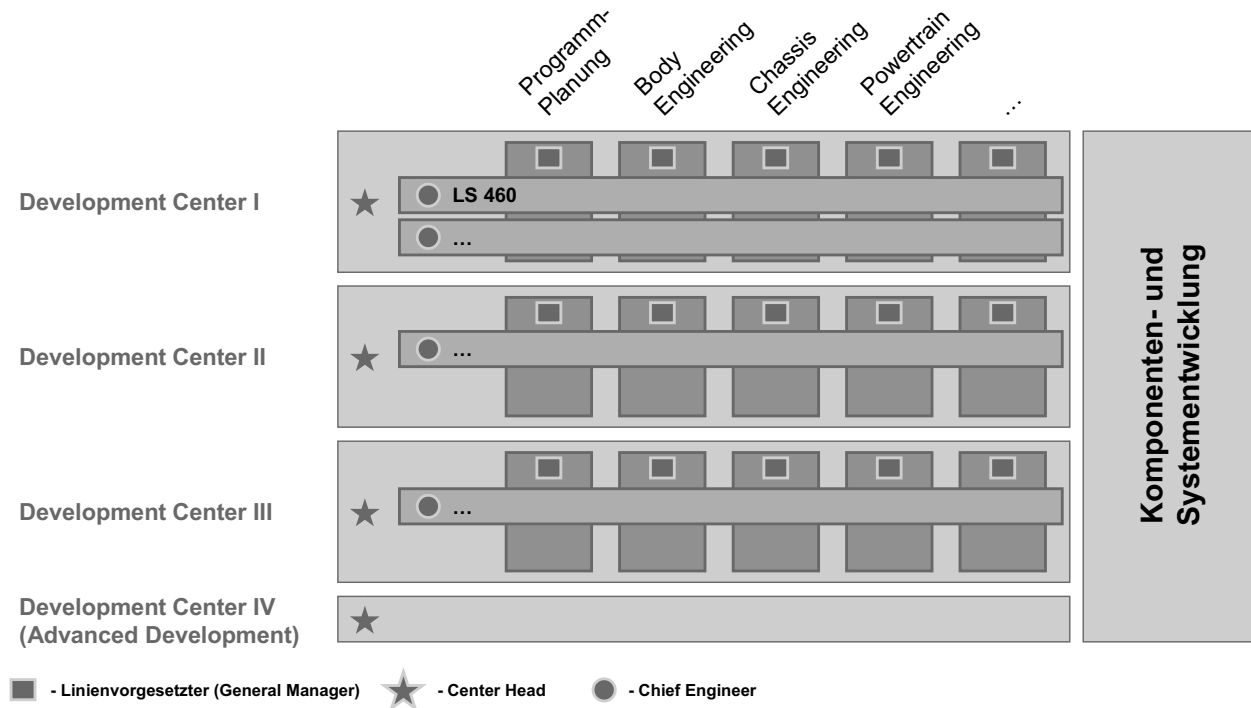 Programm-
Planung
Body
Engineering
Chassis
Engineering
Powertrain
Engineering
...
Development Center I
LS 460
...
Development Center II
...
Development Center III
...
Development Center IV
(Advanced Development)
Komponenten- und
Systementwicklung
- Linienvorgesetzter (General Manager)
- Center Head
- Chief Engineer